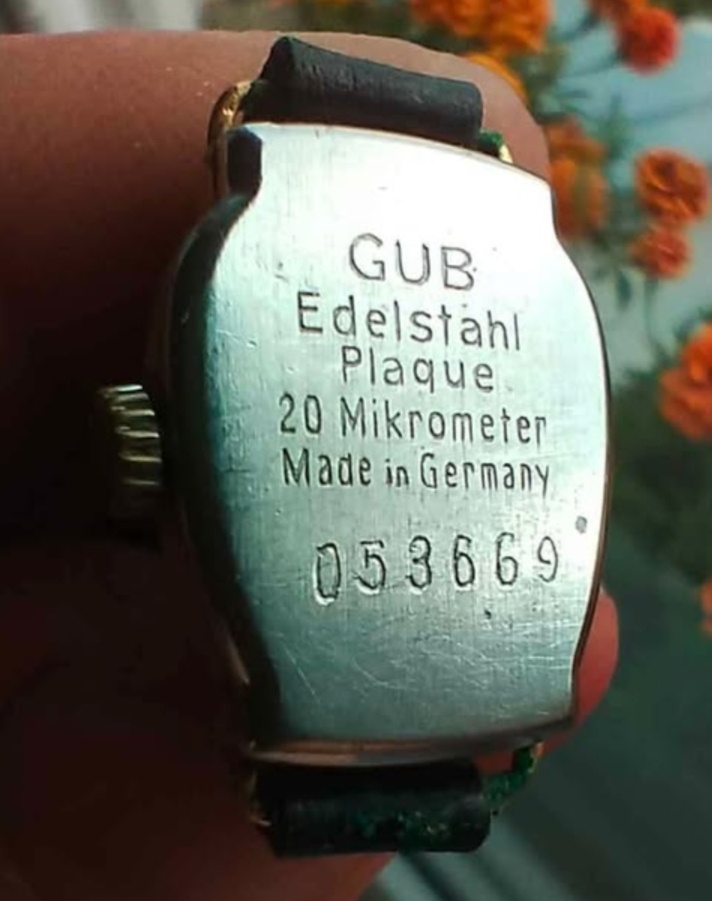 GUB
Edelstahl
Plaque
20 Mikrometer
Made in Germany
053669